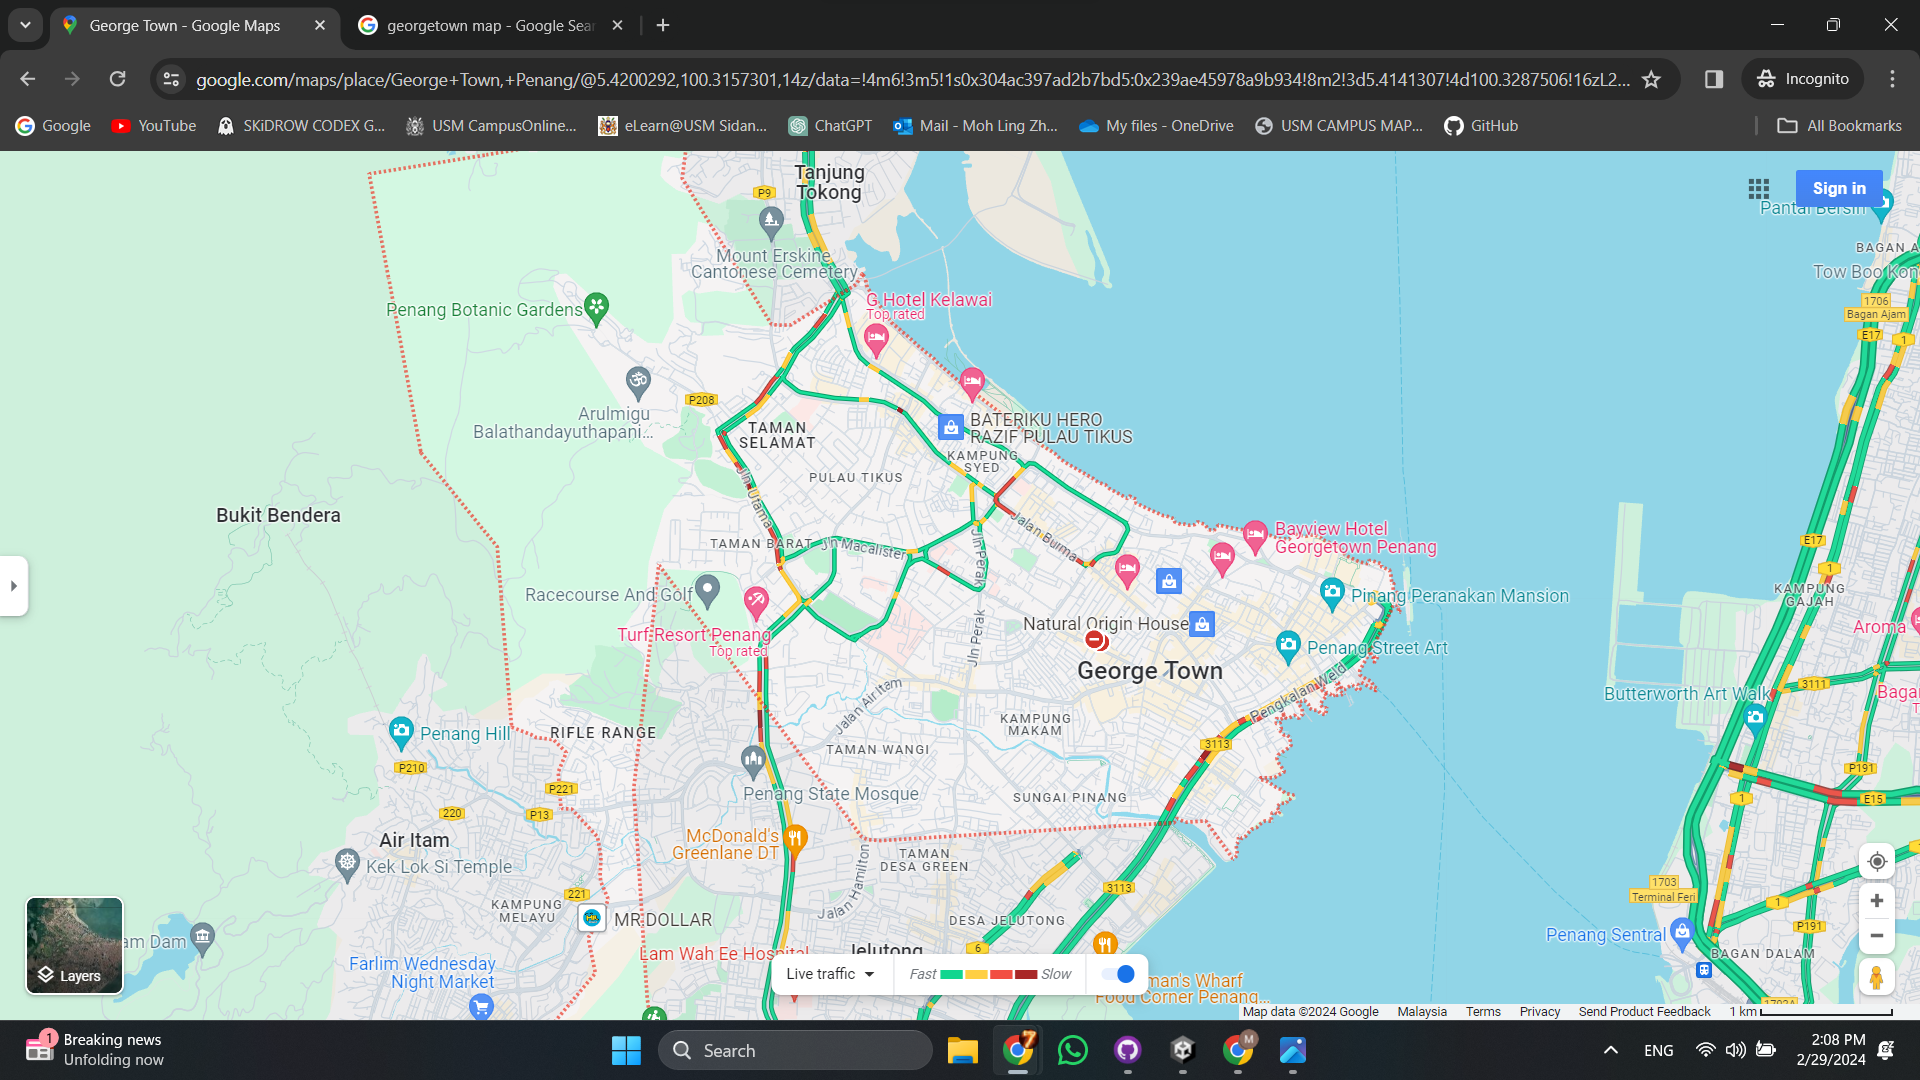 George Town - Google Maps
georgetown map - Google Sear
google.com/maps/place/George+Town,+Penang/@5.4200292,100.3157301,14z/data=!4m6!3m5!1s0x304ac397ad2b7bd5:0x239ae45978a9b934!8m2!3d5.4141307!4d100.3287506!16zL2...
Incognito
Google
YouTube
SKiDROW CODEX G...
USM CampusOnline...
eLearn@USM Sidan...
ChatGPT
Mail - Moh Ling Zh...
My files - OneDrive
USM CAMPUS MAP...
GitHub
All Bookmarks
Tanjung
Tokong
P9
Sign in
Pantai Bersih
Mount Erskine
Cantonese Cemetery
BAGAN A
Tow Boo Kon
Penang Botanic Gardens
G Hotel Kelawai
Top rated
1706
Bagan Ajam
E17
1
P208
Arulmigu
Balathandayuthapani...
TAMAN
SELAMAT
BATERIKU HERO
RAZIF PULAU TIKUS
KAMPUNG
SYED
PULAU TIKUS
Jln Utama
Bukit Bendera
TAMAN BARAT
Jln Macalister
Jalan Burma
Jln Perak
Bayview Hotel
Georgetown Penang
E17
1
KAMPUNG
GAJAH
Racecourse And Golf
Pinang Peranakan Mansion
Turf Resort Penang
Top rated
Natural Origin House
Jln Perak
Penang Street Art
Aroma
George Town
3111
Butterworth Art Walk
Baga
T
Jalan Air Itam
Pengkalan Weld
KAMPUNG
MAKAM
Penang Hill
RIFLE RANGE
TAMAN WANGI
3113
P210
P221
Penang State Mosque
SUNGAI PINANG
P191
1
E15
220
P13
Air Itam
McDonald's
Greenlane DT
TAMAN
DESA GREEN
Kek Lok Si Temple
Jalan Hamilton
3113
221
1703
Terminal Feri
1
KAMPUNG
MELAYU
MR.DOLLAR
DESA JELUTONG
P191
am Dam
Jelutong
6
Penang Sentral
BAGAN DALAM
Lam Wah Ee Hospital
Farlim Wednesday
Night Market
Layers
Live traffic
Fast
Slow
man's Wharf
Food Corner Penang...
Map data ©2024 Google
Malaysia
Terms
Privacy
Send Product Feedback
1 km
1
Breaking news
Unfolding now
Search
7
M
ENG
2:08 PM
2/29/2024